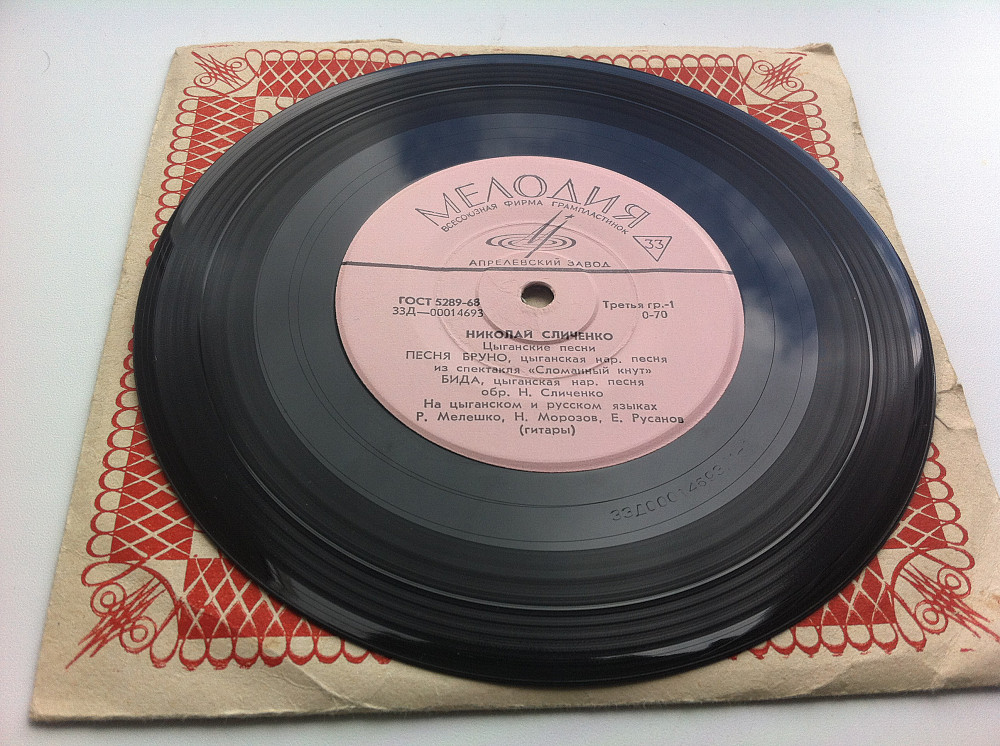 МЕЛОДИЯ
ВСЕСОЮЗНАЯ ФИРМА ГРАМПЛАСТИНОК
33
АПРЕЛЕВСКИЙ ЗАВОД
ГОСТ 5289-68
Третья гр.-1
33Д—00014693
0-70
НИКОЛАЙ СЛИЧЕНКО
Цыганские песни
ПЕСНЯ БРУНО, цыганская нар. песня
из спектакля «Сломанный кнут»
БИДА, цыганская нар. песня
обр. Н. Сличенко
На цыганском и русском языках
Р. Мелешко, Н. Морозов, Е. Русанов
(гитары)
33Д00014693